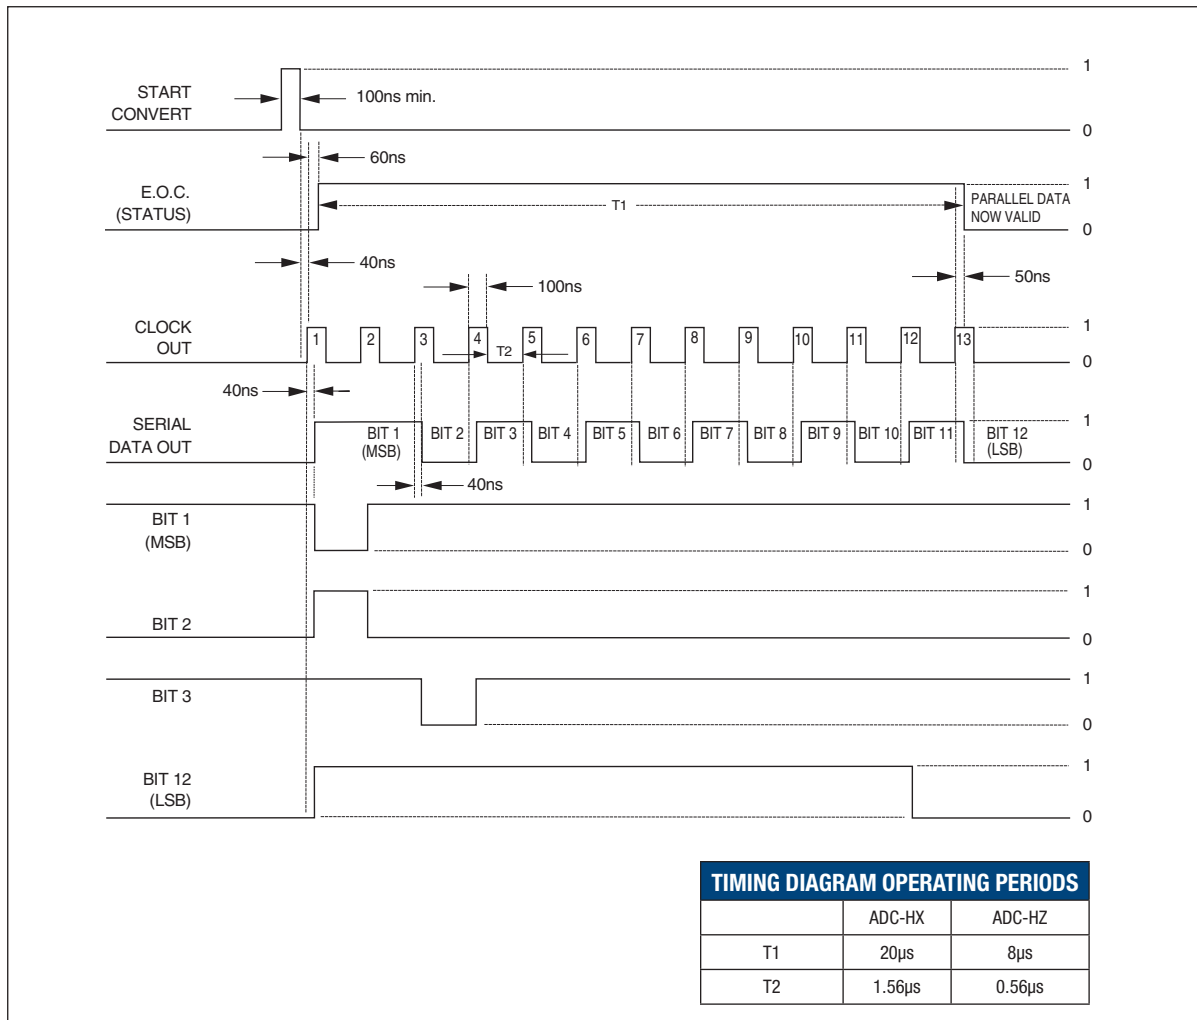 START
CONVERT
100ns min.
1
0
60ns
E.O.C.
(STATUS)
T1
PARALLEL DATA
NOW VALID
1
0
40ns
100ns
50ns
CLOCK
OUT
1 2 3 4 5 6 7 8 9 10 11 12 13
T2
1
0
40ns
SERIAL
DATA OUT
BIT 1
(MSB)
BIT 2 BIT 3 BIT 4 BIT 5 BIT 6 BIT 7 BIT 8 BIT 9 BIT 10 BIT 11
BIT 12
(LSB)
1
0
40ns
BIT 1
(MSB)
1
0
BIT 2
1
0
BIT 3
1
0
BIT 12
(LSB)
1
0
TIMING DIAGRAM OPERATING PERIODS
ADC-HX ADC-HZ
T1 20µs 8µs
T2 1.56µs 0.56µs